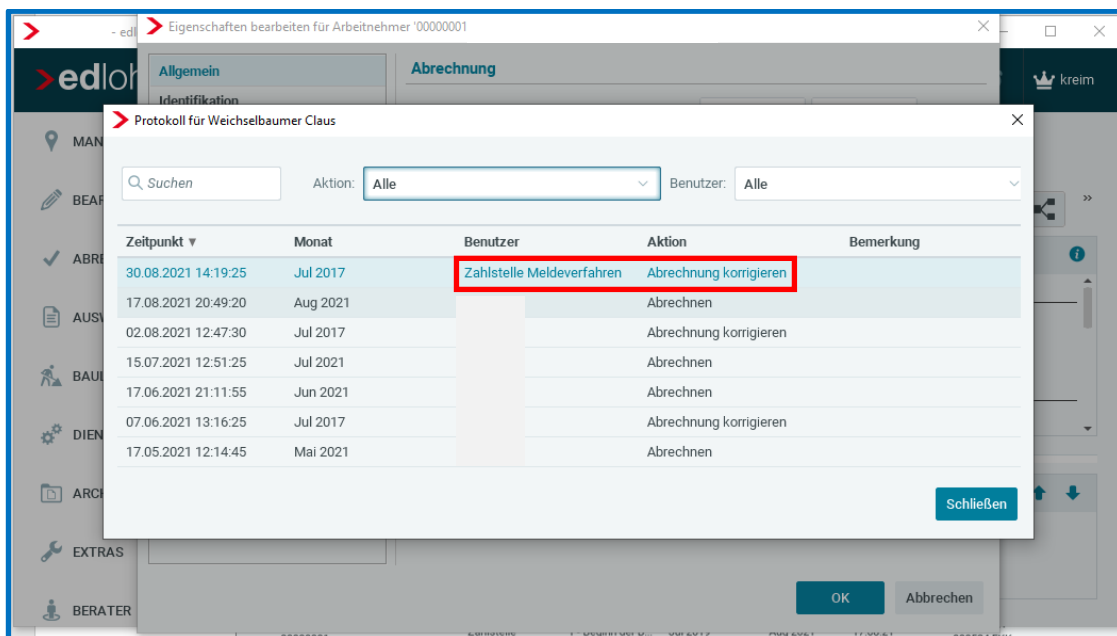 - edl
Eigenschaften bearbeiten für Arbeitnehmer '00000001
edloh
Allgemein
Abrechnung
kreim
Identifikation
Protokoll für Weichselbaumer Claus
MAN
Suchen Aktion: Alle Benutzer: Alle
BEAR
»
Zeitpunkt ▼ Monat Benutzer Aktion Bemerkung
ABRE
30.08.2021 14:19:25 Jul 2017 Zahlstelle Meldeverfahren Abrechnung korrigieren
17.08.2021 20:49:20 Aug 2021 Abrechnen
AUSW
02.08.2021 12:47:30 Jul 2017 Abrechnung korrigieren
15.07.2021 12:51:25 Jul 2021 Abrechnen
BAUL
17.06.2021 21:11:55 Jun 2021 Abrechnen
07.06.2021 13:16:25 Jul 2017 Abrechnung korrigieren
DIEN
17.05.2021 12:14:45 Mai 2021 Abrechnen
ARCH
Schließen
EXTRAS
OK Abbrechen
BERATER